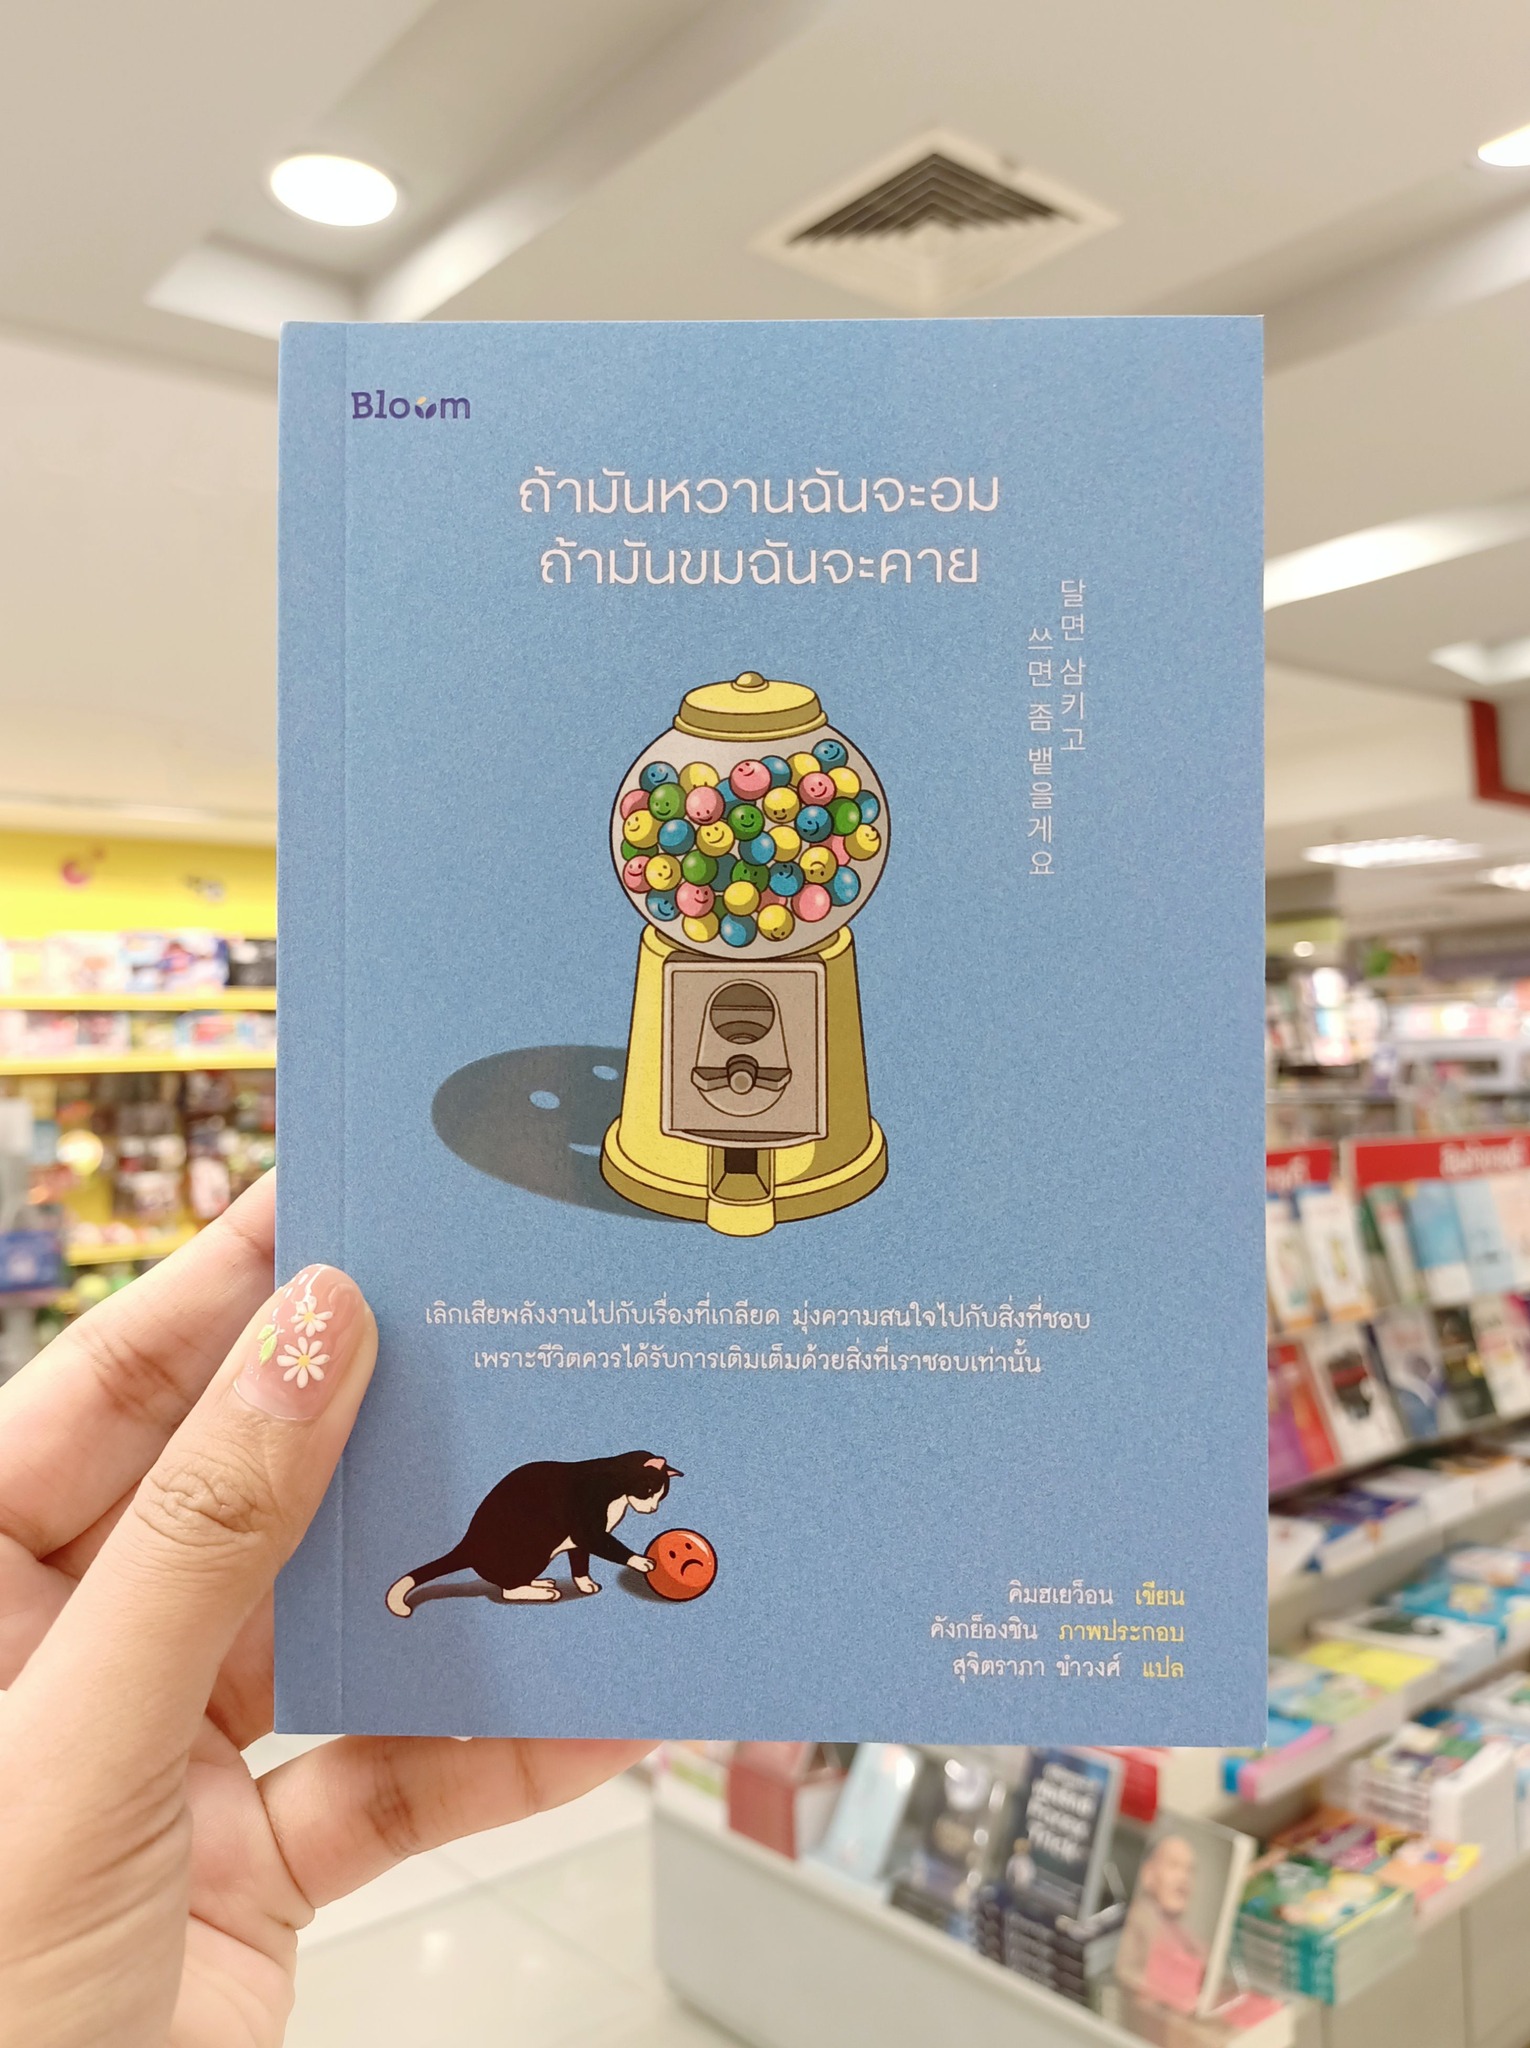 Bloom
ถ้ามันหวานฉันจะอม
ถ้ามันขมฉันจะคาย
달면 삼키고
쓰면 좀 뱉을게요
เลิกเสียพลังงานไปกับเรื่องที่เกลียด มุ่งความสนใจไปกับสิ่งที่ชอบ
เพราะชีวิตควรได้รับการเติมเต็มด้วยสิ่งที่เราชอบเท่านั้น
คิมฮเยว็อน เขียน
คังกย็องชิน ภาพประกอบ
สุจิตราภา ขำวงศ์ แปล